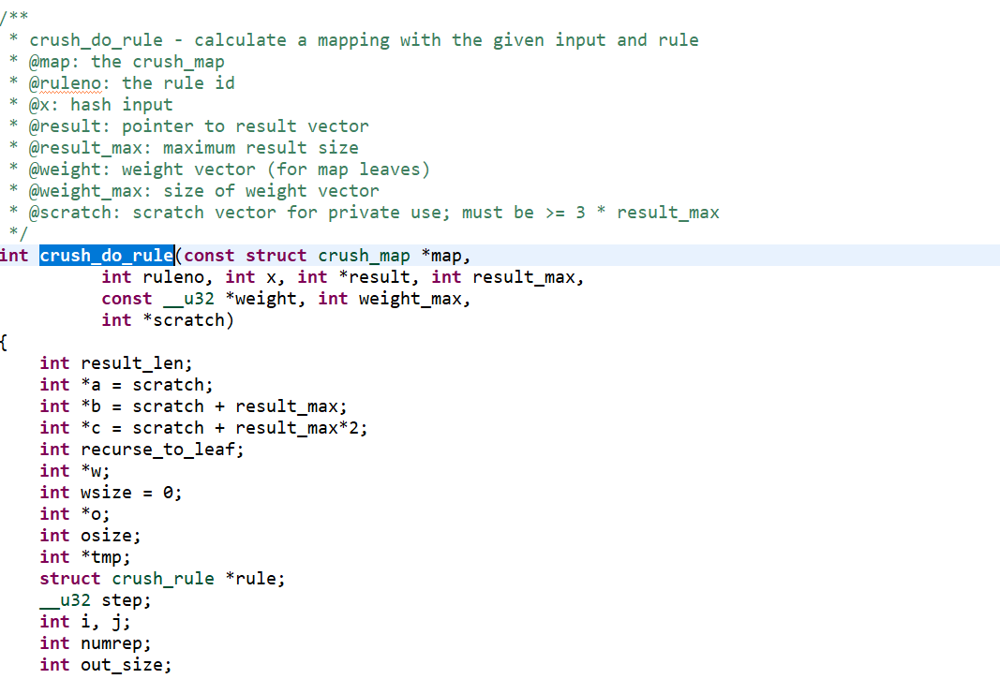 /**
 * crush_do_rule - calculate a mapping with the given input and rule
 * @map: the crush_map
 * @ruleno: the rule id
 * @x: hash input
 * @result: pointer to result vector
 * @result_max: maximum result size
 * @weight: weight vector (for map leaves)
 * @weight_max: size of weight vector
 * @scratch: scratch vector for private use; must be >= 3 * result_max
 */
int crush_do_rule(const struct crush_map *map,
          int ruleno, int x, int *result, int result_max,
          const __u32 *weight, int weight_max,
          int *scratch)
{
    int result_len;
    int *a = scratch;
    int *b = scratch + result_max;
    int *c = scratch + result_max*2;
    int recurse_to_leaf;
    int *w;
    int wsize = 0;
    int *o;
    int osize;
    int *tmp;
    struct crush_rule *rule;
    __u32 step;
    int i, j;
    int numrep;
    int out_size;